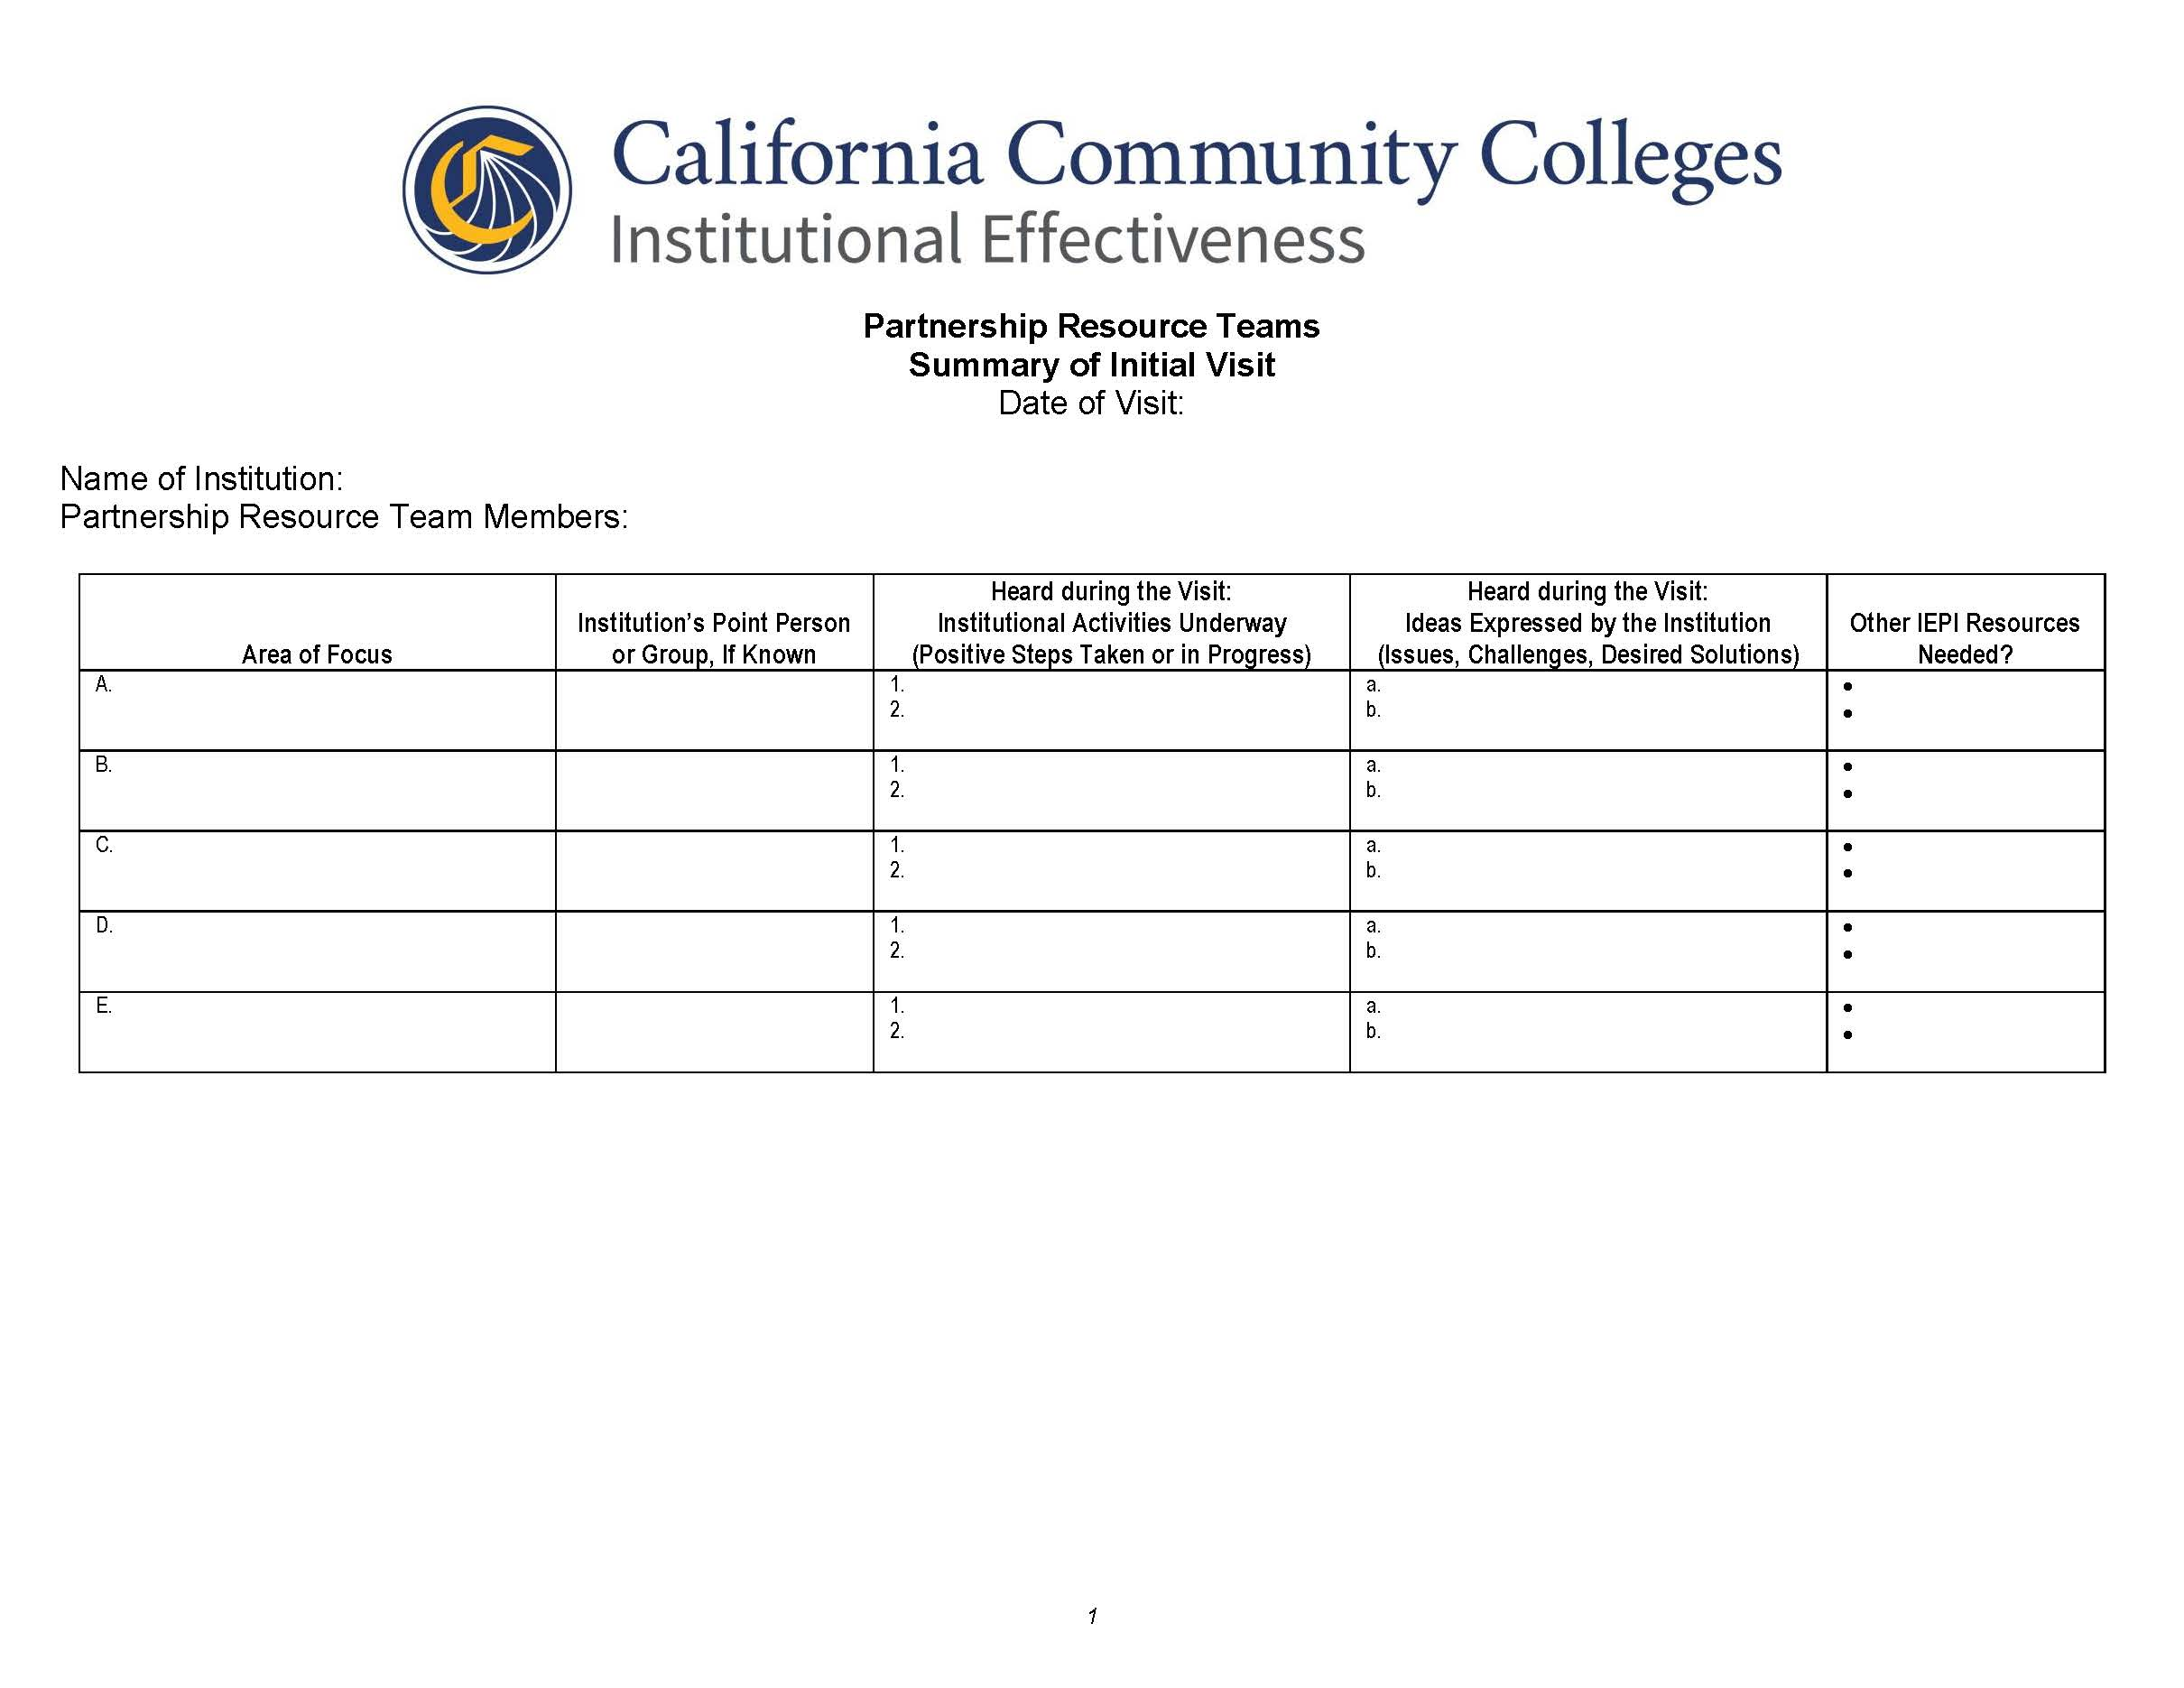 California Community Colleges
Institutional Effectiveness
Partnership Resource Teams
Summary of Initial Visit
Date of Visit:
Name of Institution:
Partnership Resource Team Members:
Area of Focus
Institution’s Point Person
or Group, If Known
Heard during the Visit:
Institutional Activities Underway
(Positive Steps Taken or in Progress)
Heard during the Visit:
Ideas Expressed by the Institution
(Issues, Challenges, Desired Solutions)
Other IEPI Resources
Needed?
A.
1.
2.
a.
b.
•
•
B.
1.
2.
a.
b.
•
•
C.
1.
2.
a.
b.
•
•
D.
1.
2.
a.
b.
•
•
E.
1.
2.
a.
b.
•
•
1